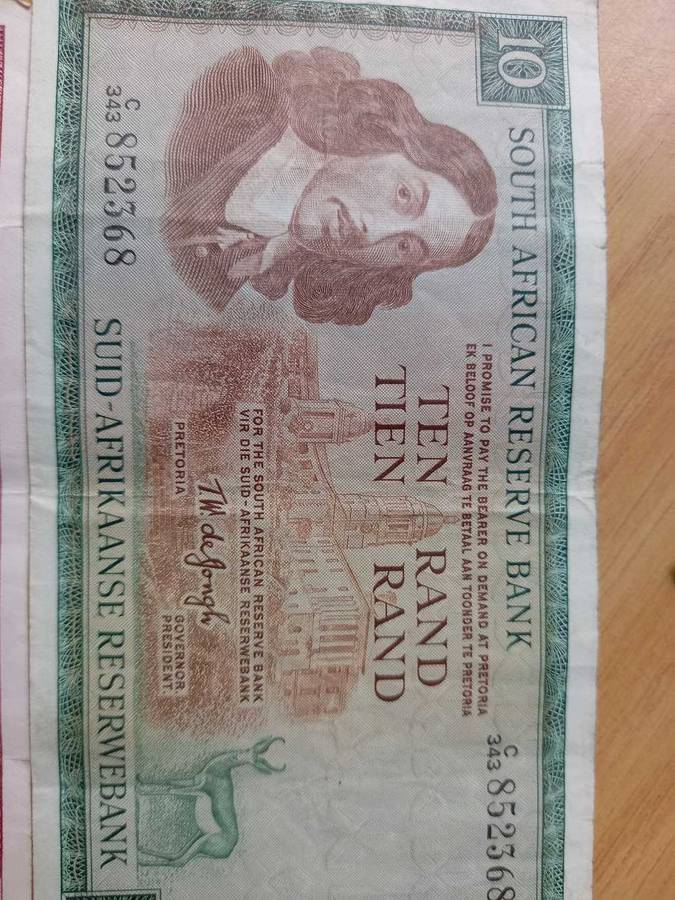 10
SOUTH AFRICAN RESERVE BANK
I PROMISE TO PAY THE BEARER ON DEMAND AT PRETORIA
EK BELOOF OP AANVRAAG TE BETAAL AAN TOONDER TE PRETORIA
C
343 852368
TEN RAND
TIEN RAND
FOR THE SOUTH AFRICAN RESERVE BANK
VIR DIE SUID-AFRIKAANSE RESERWEBANK
T.W. de Jongh
PRETORIA
GOVERNOR
PRESIDENT.
C
343 852368
SUID-AFRIKAANSE RESERWEBANK